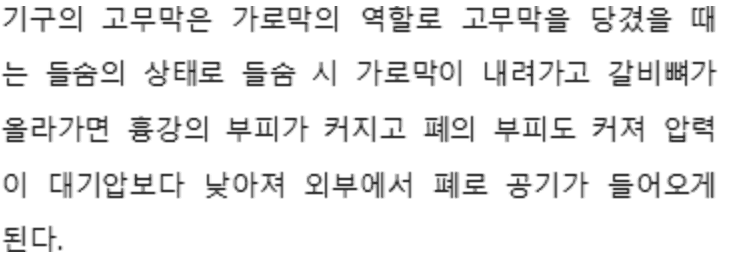 기구의 고무막은 가로막의 역할로 고무막을 당겼을 때
는 들숨의 상태로 들숨 시 가로막이 내려가고 갈비뼈가
올라가면 흉강의 부피가 커지고 폐의 부피도 커져 압력
이 대기압보다 낮아져 외부에서 폐로 공기가 들어오게
된다.